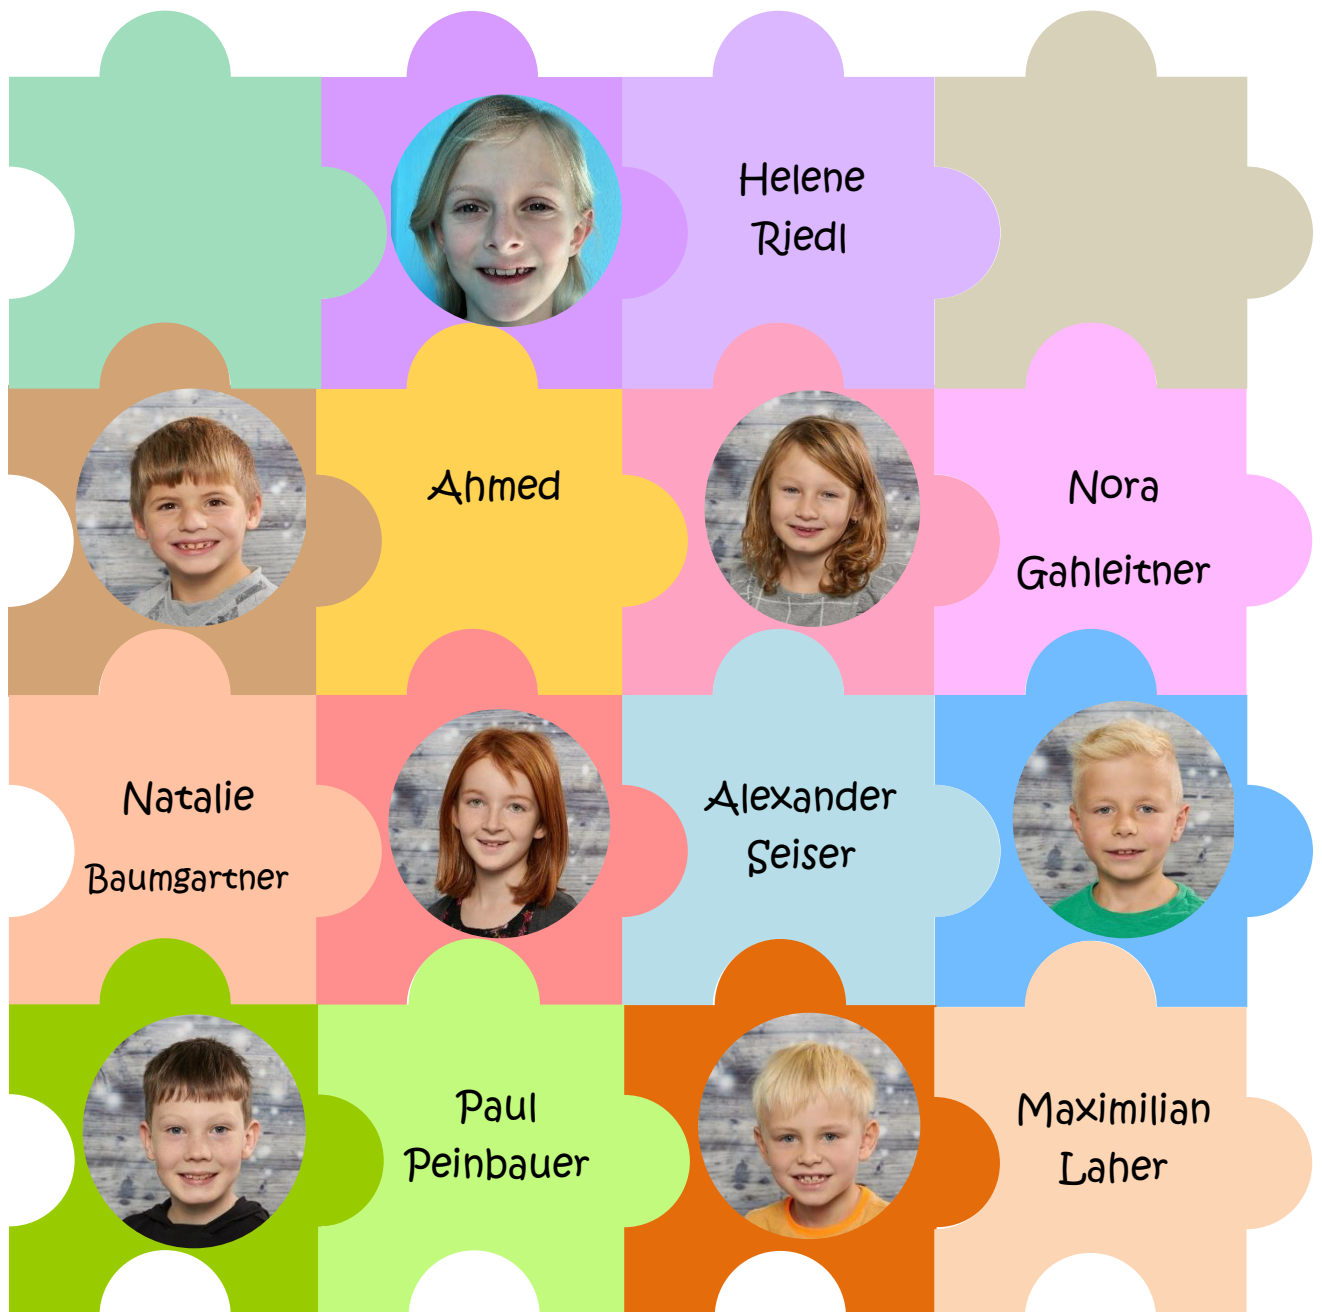 Helene
Riedl
Ahmed
Nora
Gahleitner
Natalie
Baumgartner
Alexander
Seiser
Paul
Peinbauer
Maximilian
Laher